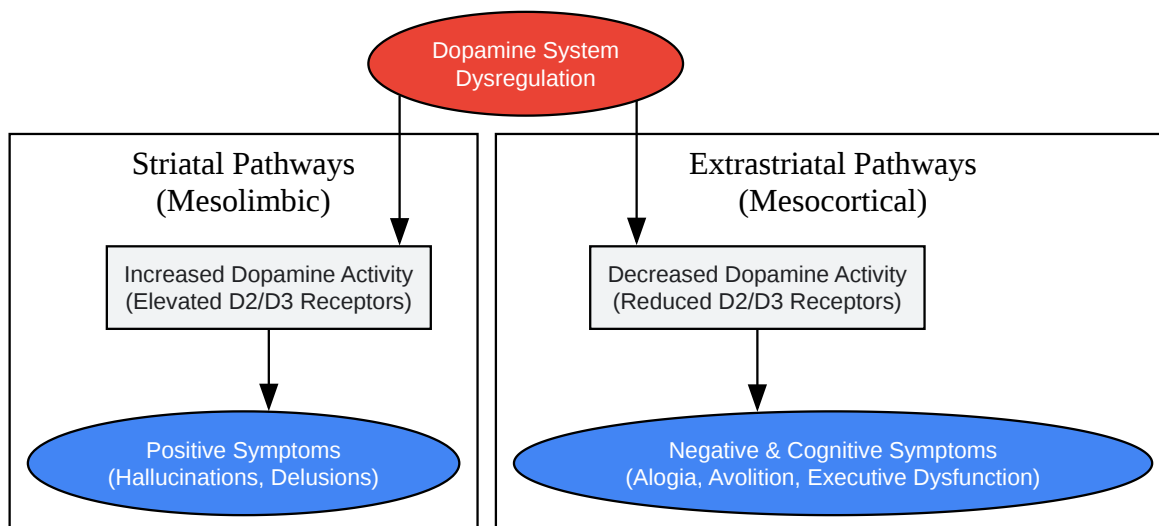 Dopamine System
Dysregulation
Striatal Pathways
(Mesolimbic)
Increased Dopamine Activity
(Elevated D2/D3 Receptors)
Positive Symptoms
(Hallucinations, Delusions)
Extrastriatal Pathways
(Mesocortical)
Decreased Dopamine Activity
(Reduced D2/D3 Receptors)
Negative & Cognitive Symptoms
(Alogia, Avolition, Executive Dysfunction)